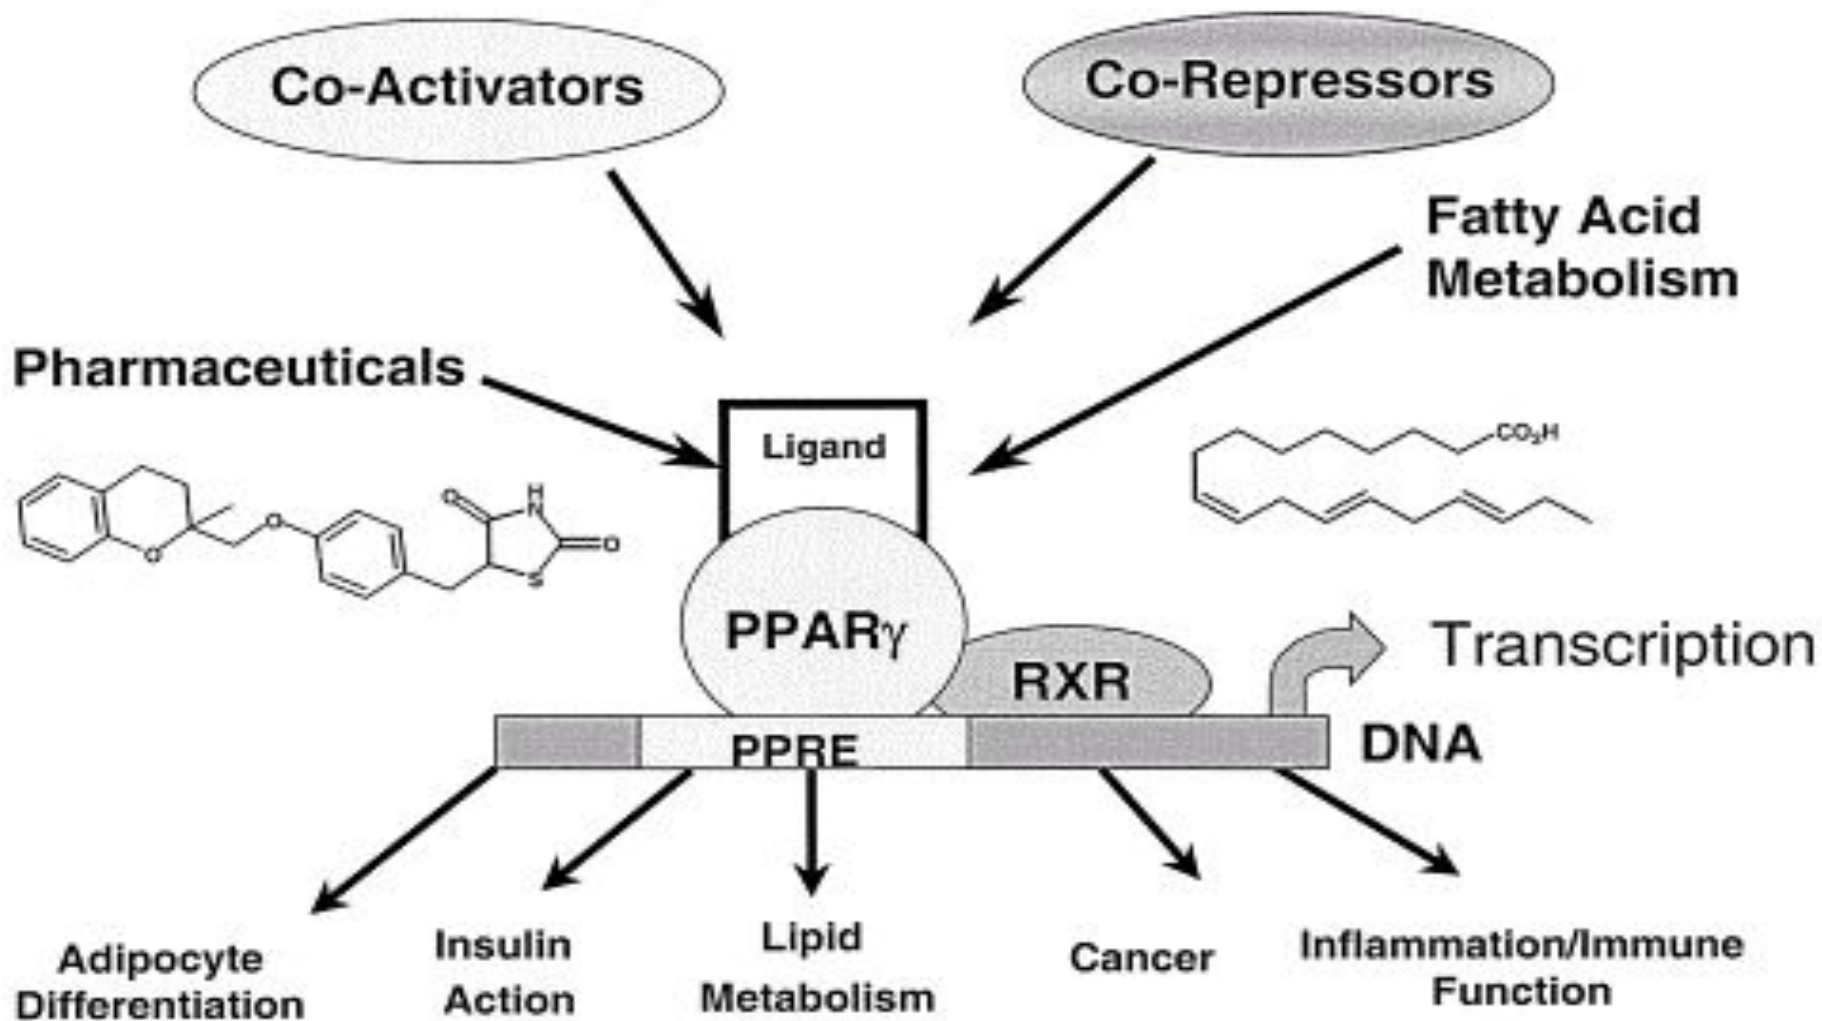 Co-Activators
Co-Repressors
Fatty Acid
Metabolism
Pharmaceuticals
Ligand
CO₂H
O
H
N
O
O
O
S
PPARγ
RXR
Transcription
PPRE
DNA
Adipocyte
Differentiation
Insulin
Action
Lipid
Metabolism
Cancer
Inflammation/Immune
Function